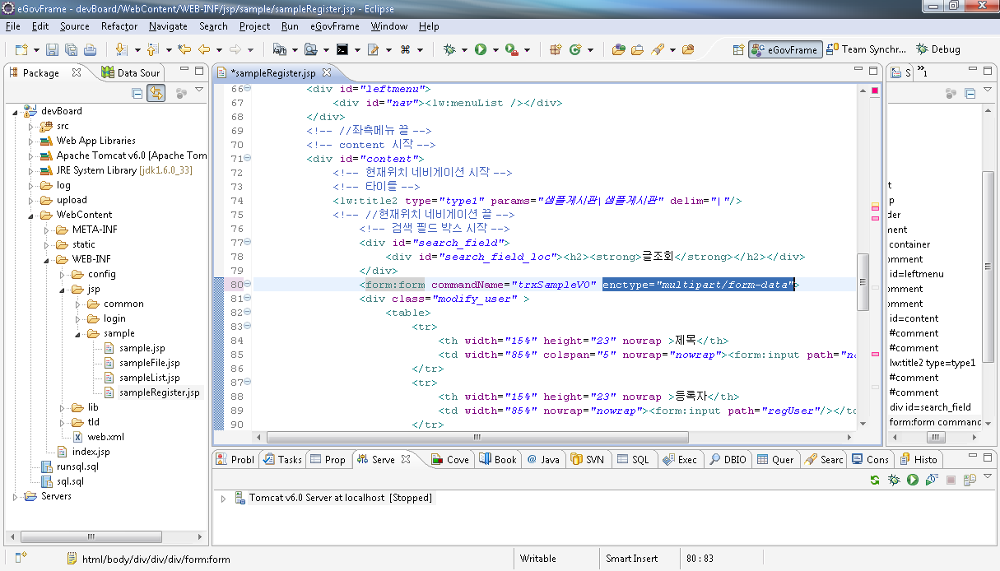 eGovFrame - devBoard/WebContent/WEB-INF/jsp/sample/sampleRegister.jsp - Eclipse
File Edit Source Refactor Navigate Search Project Run eGovFrame Window Help
eGovFrame Team Synchr... Debug
Package Data Sour
devBoard
src
Web App Libraries
Apache Tomcat v6.0 [Apache Tom
JRE System Library [jdk1.6.0_33]
log
upload
WebContent
META-INF
static
WEB-INF
config
jsp
common
login
sample
sample.jsp
sampleFile.jsp
sampleList.jsp
sampleRegister.jsp
lib
tld
web.xml
index.jsp
runsql.sql
sql.sql
Servers
*sampleRegister.jsp
66 <div id="leftmenu">
67 <div id="nav"><lw:menuList /></div>
68 </div>
69 <!-- //좌측메뉴 끝 -->
70 <!-- content 시작 -->
71 <div id="content">
72 <!-- 현재위치 네비게이션 시작 -->
73 <!-- 타이틀 -->
74 <lw:title2 type="type1" params="샘플게시판|샘플게시판" delim="|"/>
75 <!-- //현재위치 네비게이션 끝 -->
76 <!-- 검색 필드 박스 시작 -->
77 <div id="search_field">
78 <div id="search_field_loc"><h2><strong>글조회</strong></h2></div>
79 </div>
80 <form:form commandName="trxSampleVO" enctype="multipart/form-data">
81 <div class="modify_user" >
82 <table>
83 <tr>
84 <th width="15%" height="23" nowrap >제목</th>
85 <td width="85%" colspan="5" nowrap="nowrap"><form:input path="na
86 </tr>
87 <tr>
88 <th width="15%" height="23" nowrap >등록자</th>
89 <td width="85%" nowrap="nowrap"><form:input path="regUser"/></td
90 </tr>
S
1
t
p
der
ment
container
omment
id=leftmenu
omment
omment
id=content
#comment
#comment
lw:title2 type=type1
#comment
#comment
div id=search_field
form:form commanc
Probl Tasks Prop Serve Cove Book Java SVN SQL Exec DBIO Quer Searc Cons Histo
Tomcat v6.0 Server at localhost [Stopped]
html/body/div/div/div/form:form Writable Smart Insert 80 : 83